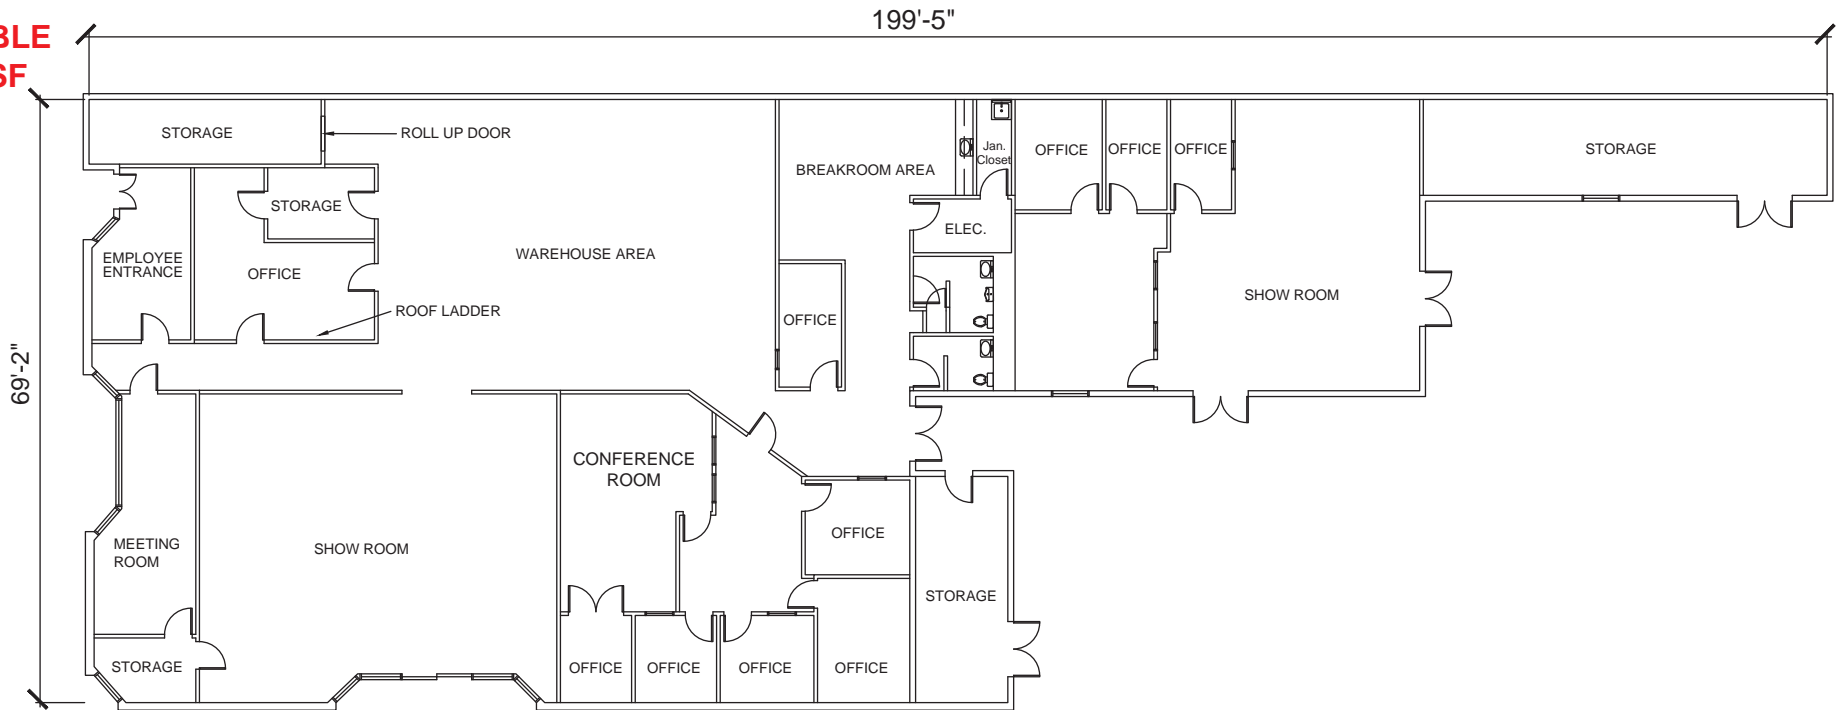 199'-5"
BLE
SF
STORAGE
ROLL UP DOOR
BREAKROOM AREA
Jan.
Closet
OFFICE
OFFICE
OFFICE
STORAGE
STORAGE
ELEC.
EMPLOYEE
ENTRANCE
OFFICE
WAREHOUSE AREA
SHOW ROOM
ROOF LADDER
OFFICE
69'-2"
CONFERENCE
ROOM
OFFICE
MEETING
ROOM
SHOW ROOM
STORAGE
STORAGE
OFFICE
OFFICE
OFFICE
OFFICE